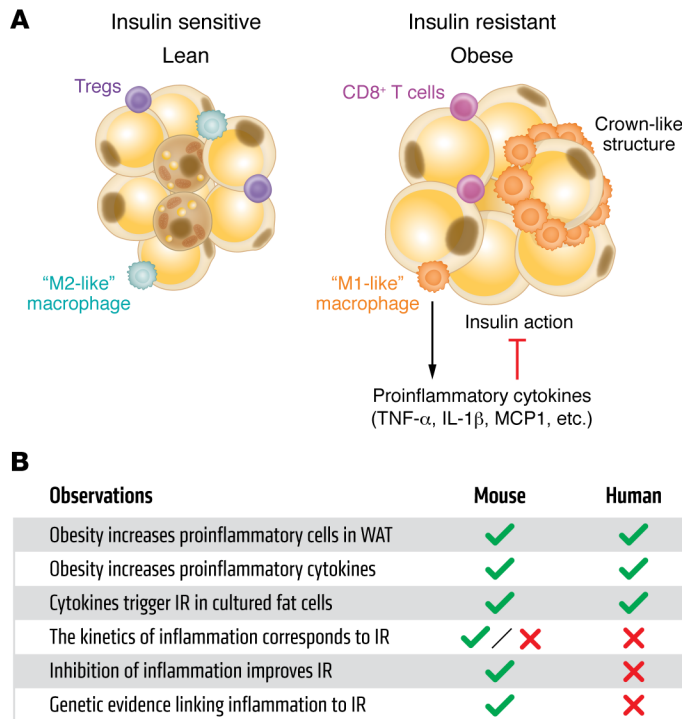 A
Insulin sensitive
Insulin resistant
Lean
Obese
Tregs
CD8⁺ T cells
Crown-like
structure
“M2-like”
macrophage
“M1-like”
macrophage
Insulin action
Proinflammatory cytokines
(TNF-α, IL-1β, MCP1, etc.)
B
Observations Mouse Human
Obesity increases proinflammatory cells in WAT
Obesity increases proinflammatory cytokines
Cytokines trigger IR in cultured fat cells
The kinetics of inflammation corresponds to IR
Inhibition of inflammation improves IR
Genetic evidence linking inflammation to IR